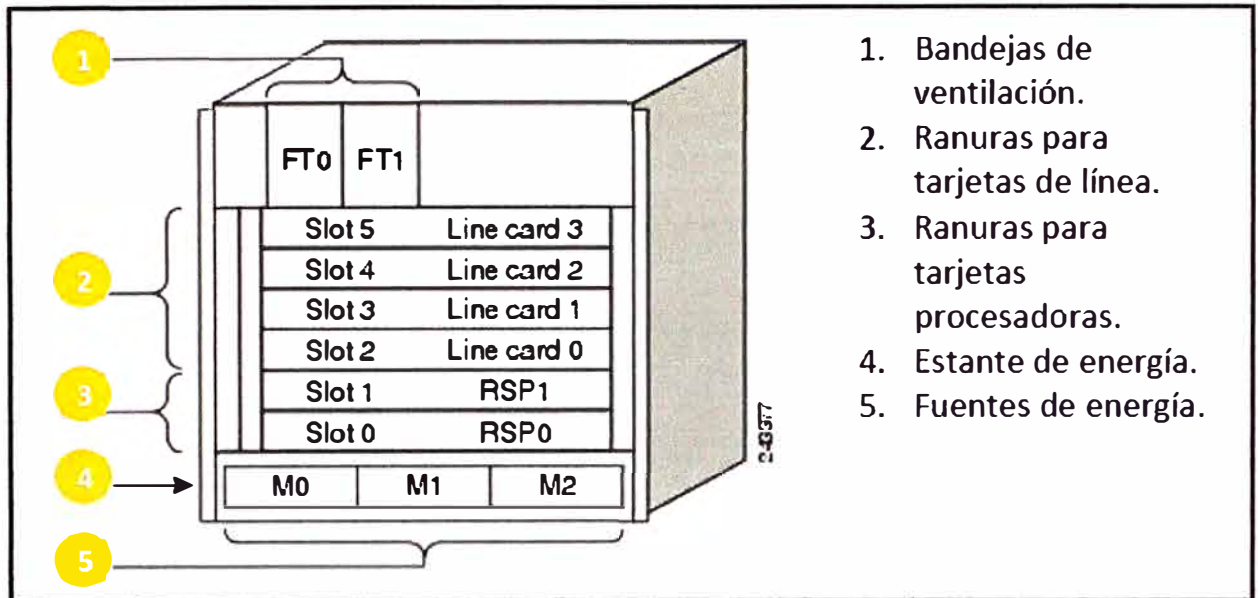 1
1. Bandejas de
ventilación.
2. Ranuras para
tarjetas de línea.
3. Ranuras para
tarjetas
procesadoras.
4. Estante de energía.
5. Fuentes de energía.
FT0 FT1
Slot 5 Line card 3
Slot 4 Line card 2
Slot 3 Line card 1
Slot 2 Line card 0
Slot 1 RSP1
Slot 0 RSP0
M0 M1 M2
2
3
4
5